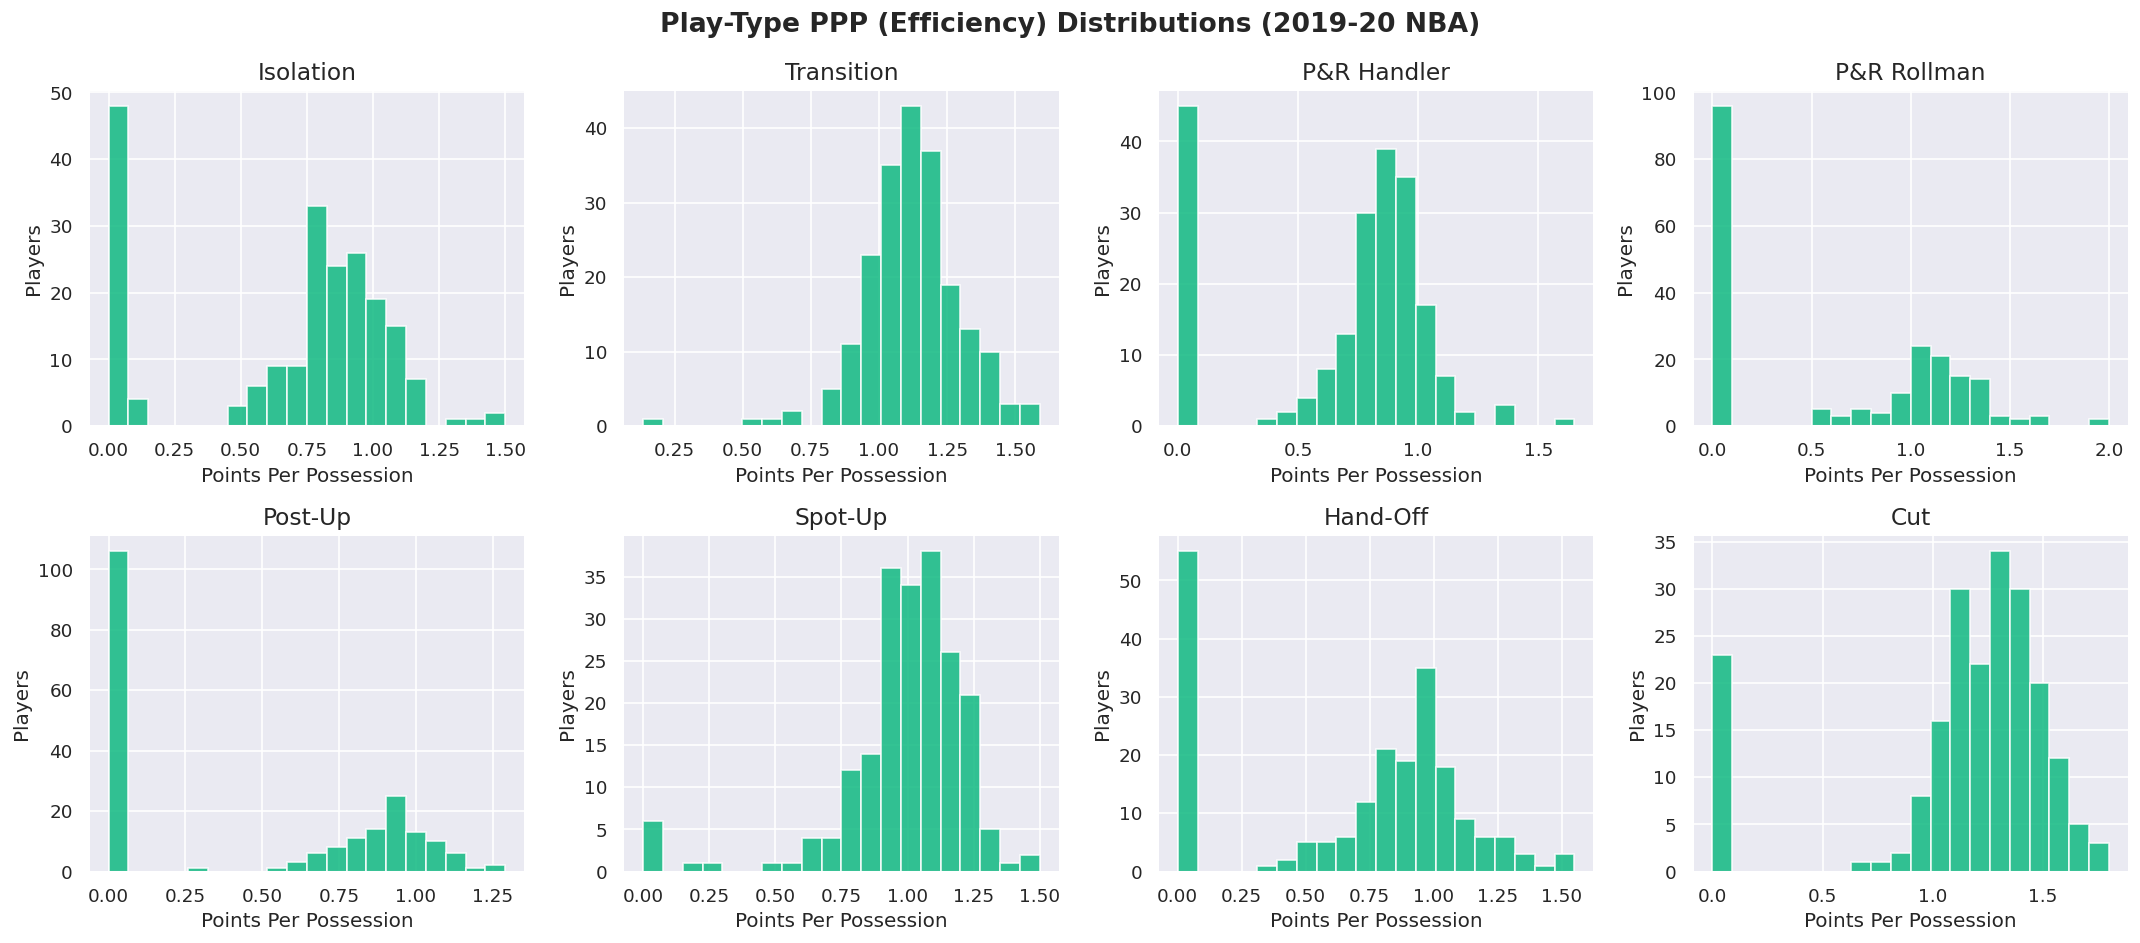 Play-Type PPP (Efficiency) Distributions (2019-20 NBA)
Isolation
50
40
30
20
10
0
Players
0.00 0.25 0.50 0.75 1.00 1.25 1.50
Points Per Possession
Transition
40
30
20
10
0
Players
0.25 0.50 0.75 1.00 1.25 1.50
Points Per Possession
P&R Handler
40
30
20
10
0
Players
0.0 0.5 1.0 1.5
Points Per Possession
P&R Rollman
100
80
60
40
20
0
Players
0.0 0.5 1.0 1.5 2.0
Points Per Possession
Post-Up
100
80
60
40
20
0
Players
0.00 0.25 0.50 0.75 1.00 1.25
Points Per Possession
Spot-Up
35
30
25
20
15
10
5
0
Players
0.00 0.25 0.50 0.75 1.00 1.25 1.50
Points Per Possession
Hand-Off
50
40
30
20
10
0
Players
0.00 0.25 0.50 0.75 1.00 1.25 1.50
Points Per Possession
Cut
35
30
25
20
15
10
5
0
Players
0.0 0.5 1.0 1.5
Points Per Possession